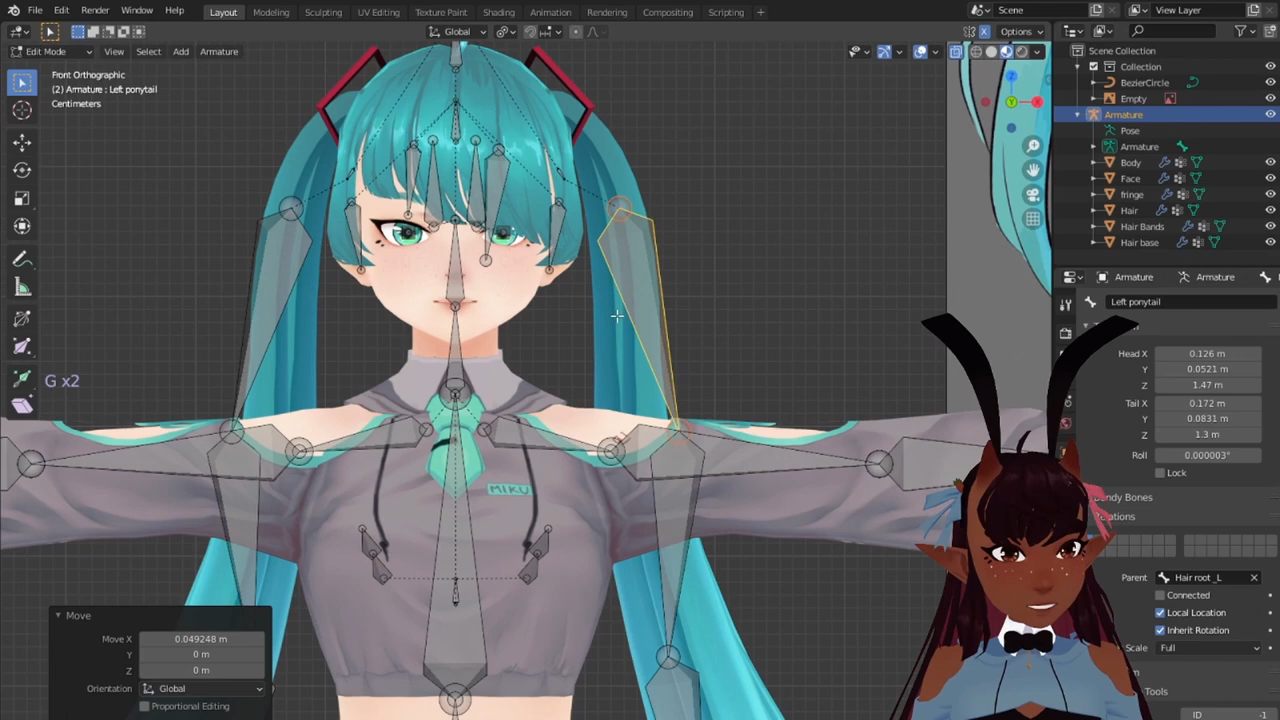 File Edit Render Window Help Layout Modeling Sculpting UV Editing Texture Paint Shading Animation Rendering Compositing Scripting + Scene View Layer
Global Options
Edit Mode View Select Add Armature
Front Orthographic
(2) Armature : Left ponytail
Centimeters
Z
Y
X
G x2
MIKU
Move
Move X 0.049248 m
Y 0 m
Z 0 m
Orientation Global
Proportional Editing
Scene Collection
Collection
BezierCircle
Empty
Armature
Pose
Armature
Body
Face
fringe
Hair
Hair Bands
Hair base
Armature Armature
Left ponytail
Head X 0.126 m
Y 0.0521 m
Z 1.47 m
Tail X 0.172 m
Y 0.0831 m
Z 1.3 m
Roll 0.000003°
Lock
Parent Hair root _L
Connected
Local Location
Inherit Rotation
Scale Full
Tools
ID -1